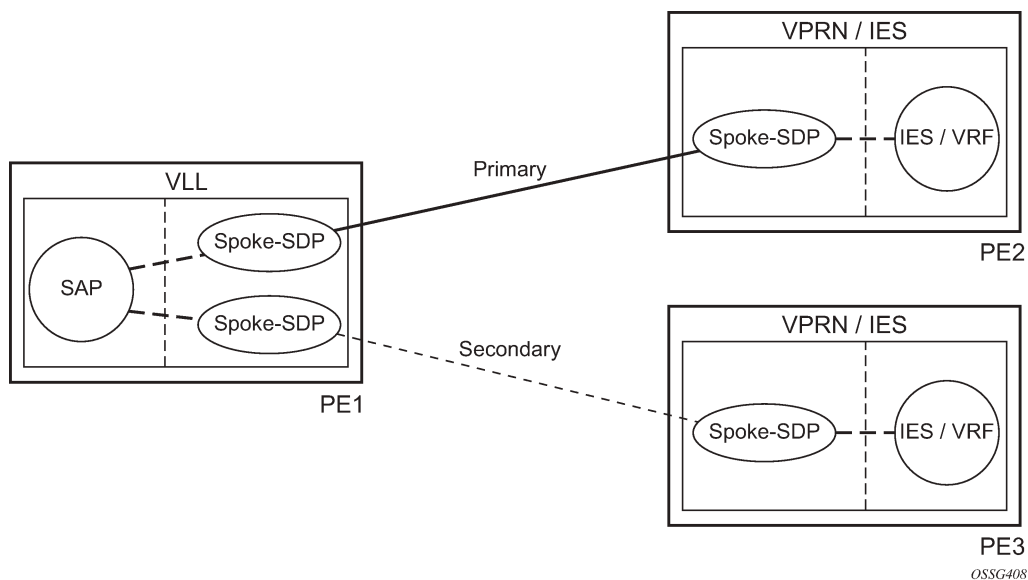 VPRN / IES
Spoke-SDP
IES / VRF
PE2
Primary
VLL
SAP
Spoke-SDP
Spoke-SDP
PE1
Secondary
VPRN / IES
Spoke-SDP
IES / VRF
PE3
OSSG408